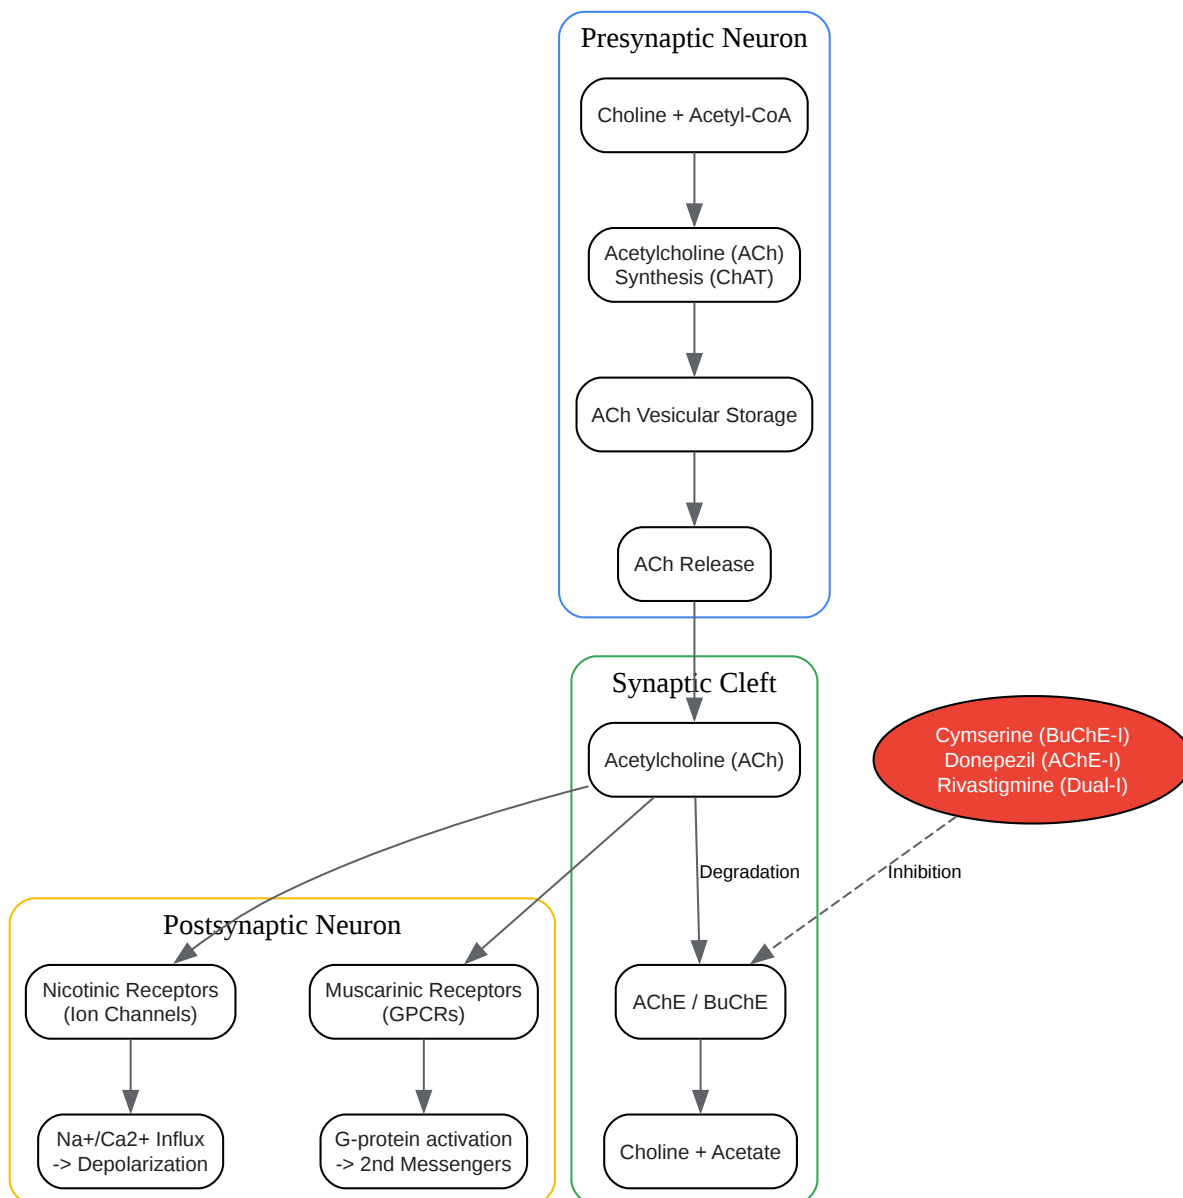 Presynaptic Neuron
Choline + Acetyl-CoA
Acetylcholine (ACh)
Synthesis (ChAT)
ACh Vesicular Storage
ACh Release
Synaptic Cleft
Acetylcholine (ACh)
Cymserine (BuChE-I)
Donepezil (AChE-I)
Rivastigmine (Dual-I)
Degradation
Inhibition
Postsynaptic Neuron
Nicotinic Receptors
(Ion Channels)
Muscarinic Receptors
(GPCRs)
AChE / BuChE
Na+/Ca2+ Influx
-> Depolarization
G-protein activation
-> 2nd Messengers
Choline + Acetate